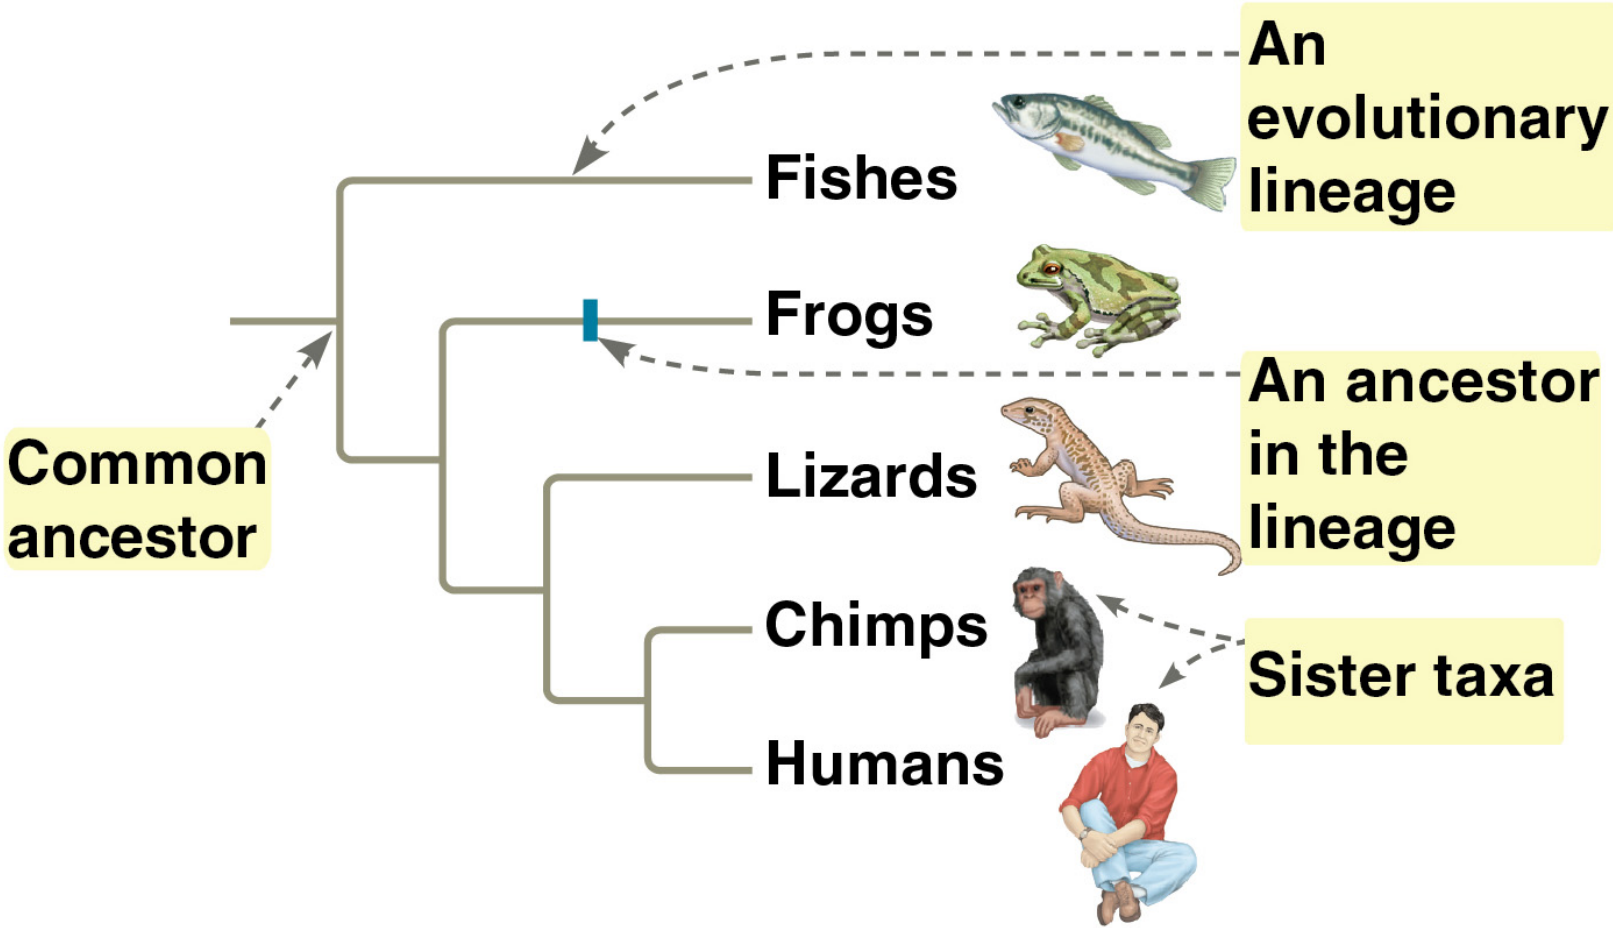 An
evolutionary
lineage
Fishes
Frogs
An ancestor
in the
lineage
Common
ancestor
Lizards
Chimps
Sister taxa
Humans